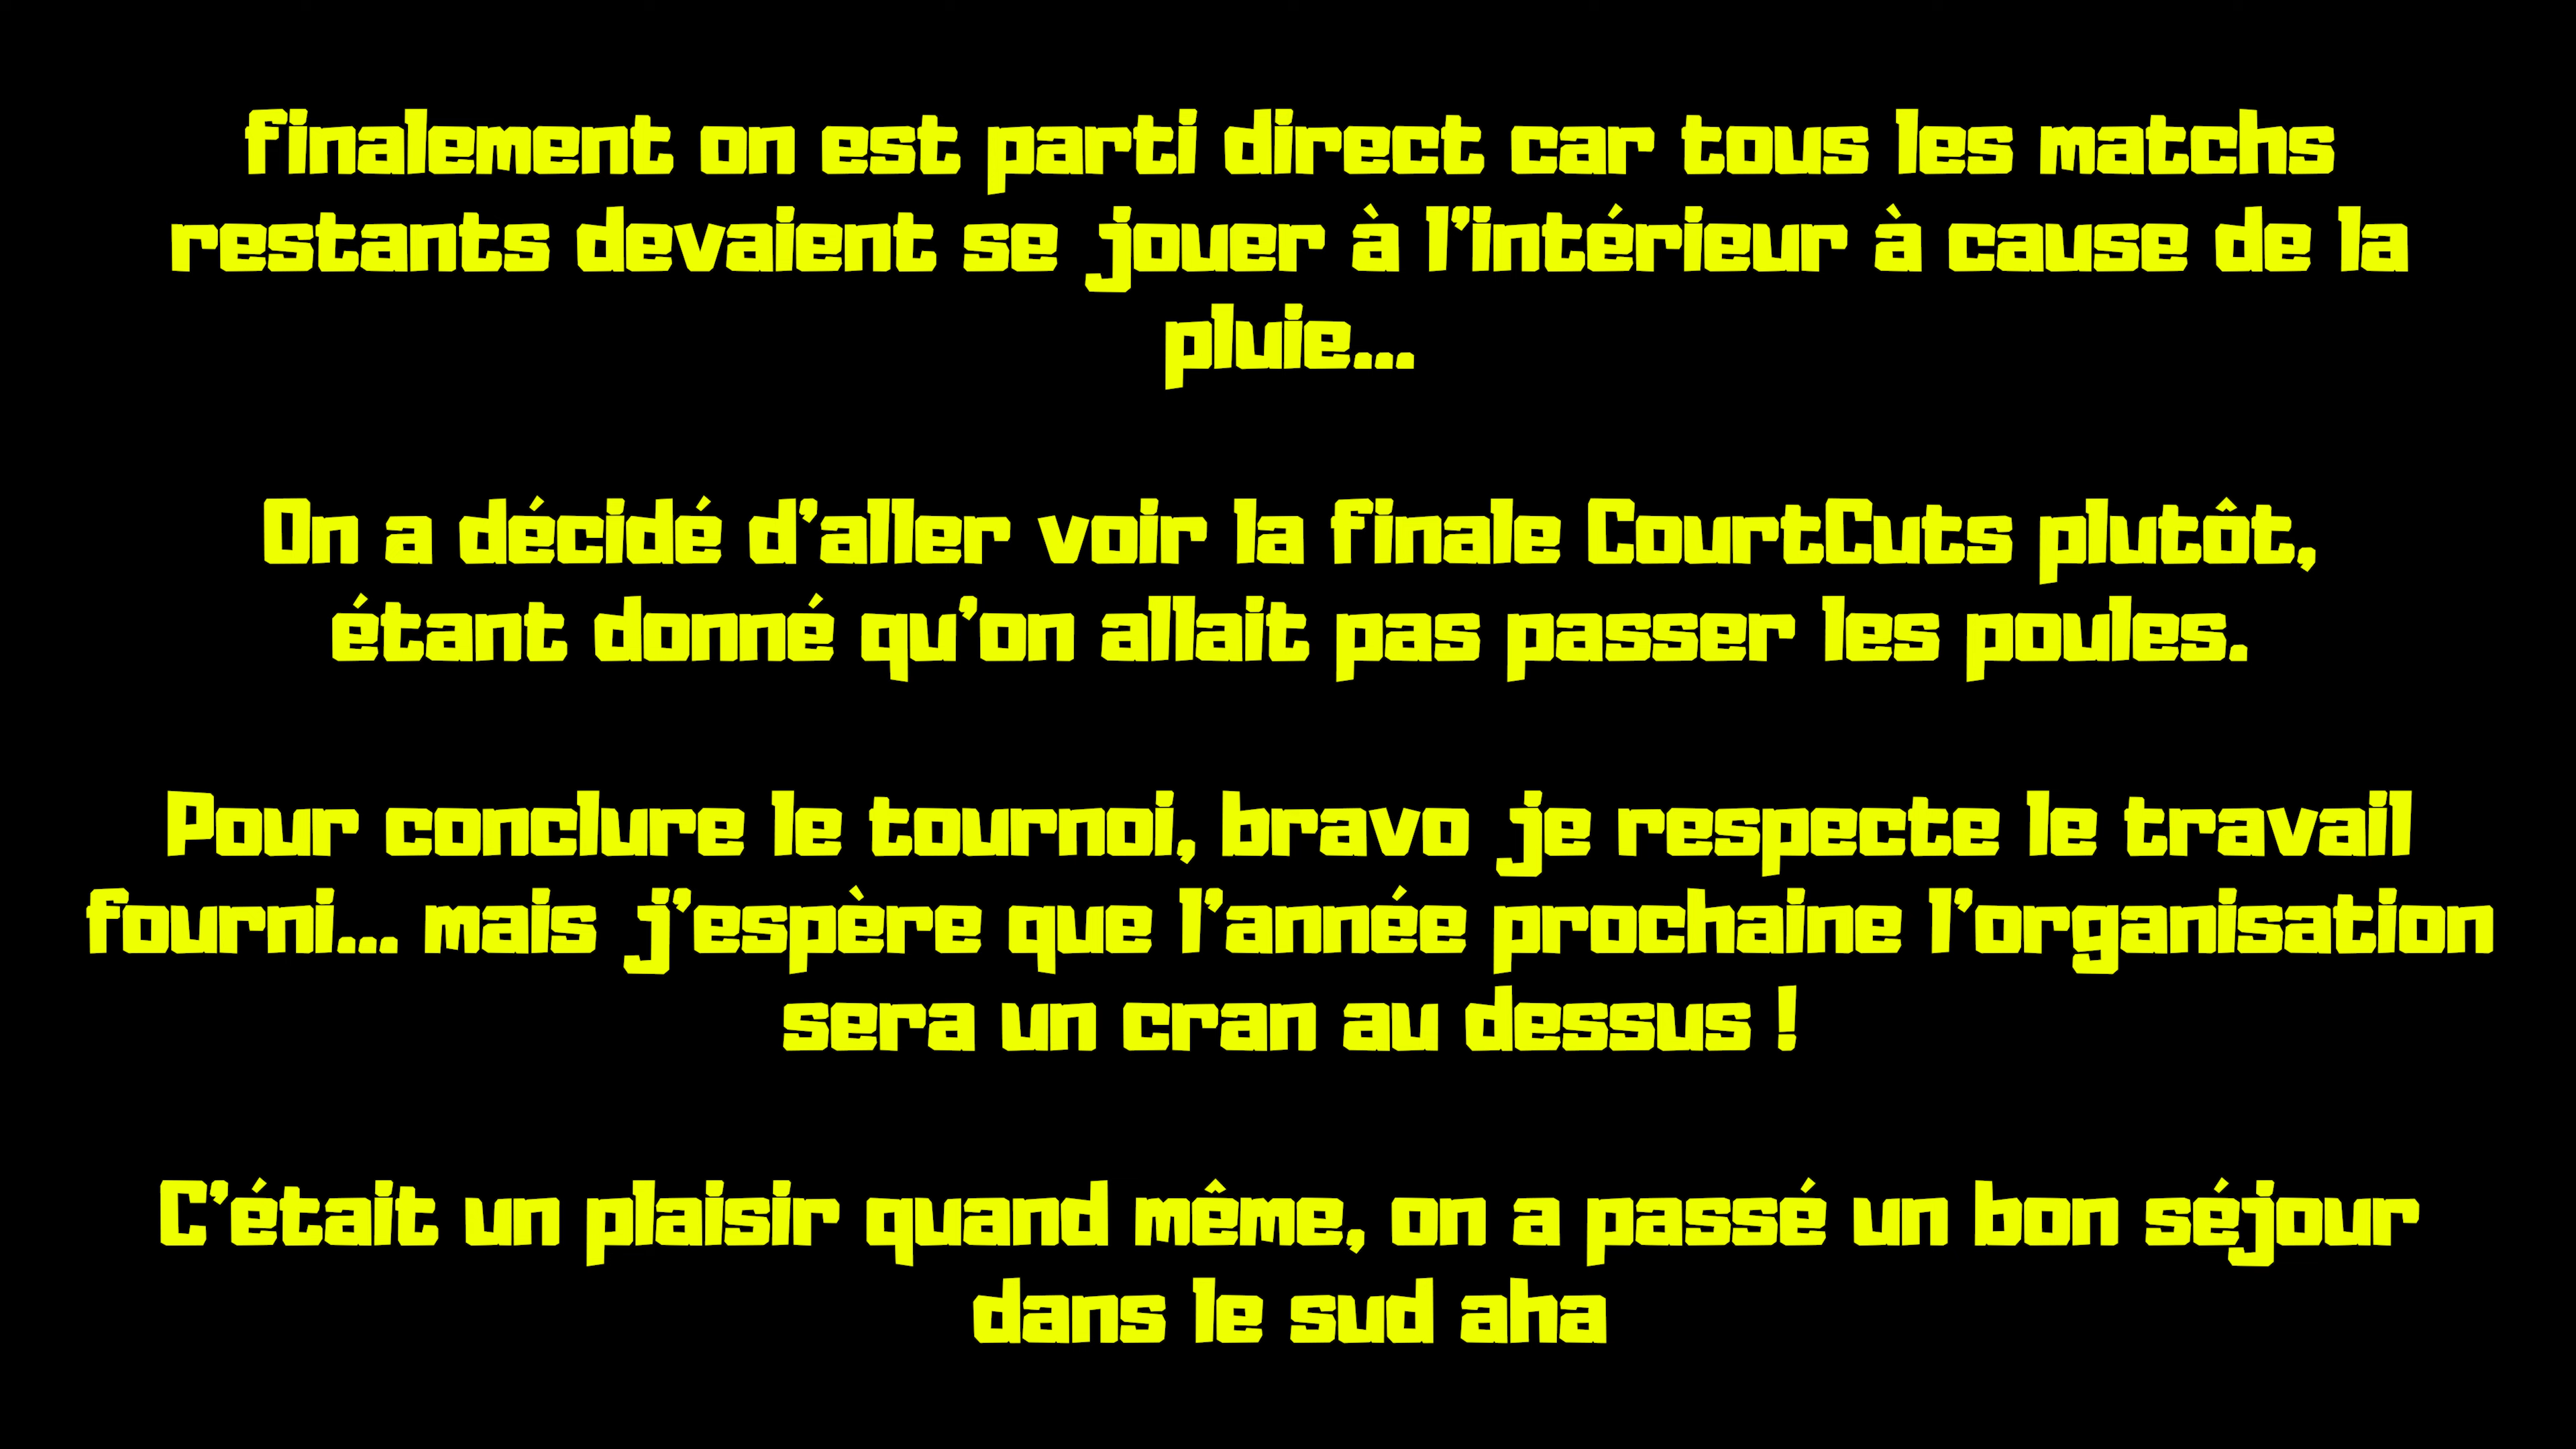 finalement on est parti direct car tous les matchs
restants devaient se jouer à l'intérieur à cause de la
pluie...
On a décidé d'aller voir la finale CourtCuts plutôt,
étant donné qu'on allait pas passer les poules.
Pour conclure le tournoi, bravo je respecte le travail
fourni... mais j'espère que l'année prochaine l'organisation
sera un cran au dessus !
C'était un plaisir quand même, on a passé un bon séjour
dans le sud aha